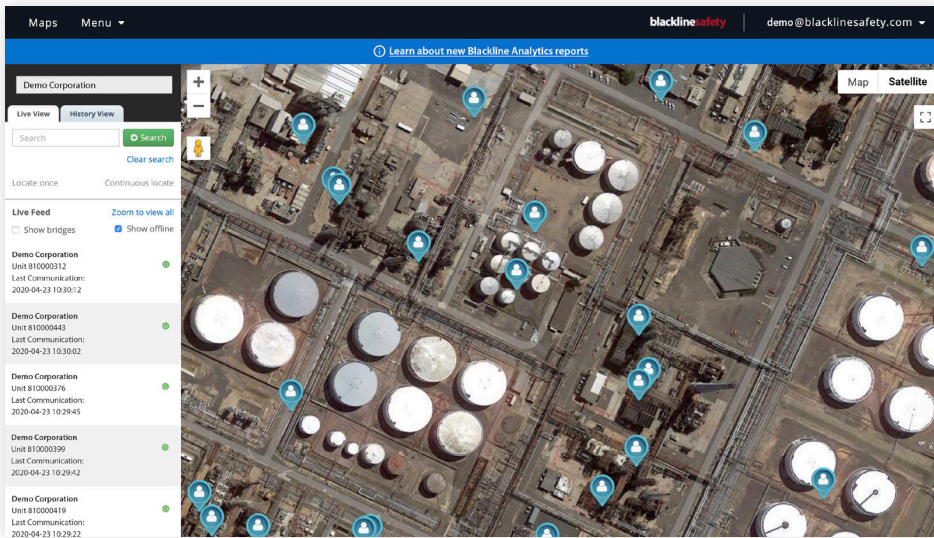 Maps Menu blacklinesafety demo@blacklinesafety.com
Learn about new Blackline Analytics reports
Demo Corporation
Map Satellite
Live View History View
Search Search
Clear search
Locate once Continuous locate
Live Feed Zoom to view all
Show bridges Show offline
Demo Corporation
Unit 810000312
Last Communication:
2020-04-23 10:30:12
Demo Corporation
Unit 810000443
Last Communication:
2020-04-23 10:30:02
Demo Corporation
Unit 810000376
Last Communication:
2020-04-23 10:29:45
Demo Corporation
Unit 810000399
Last Communication:
2020-04-23 10:29:42
Demo Corporation
Unit 810000419
Last Communication:
2020-04-23 10:29:22